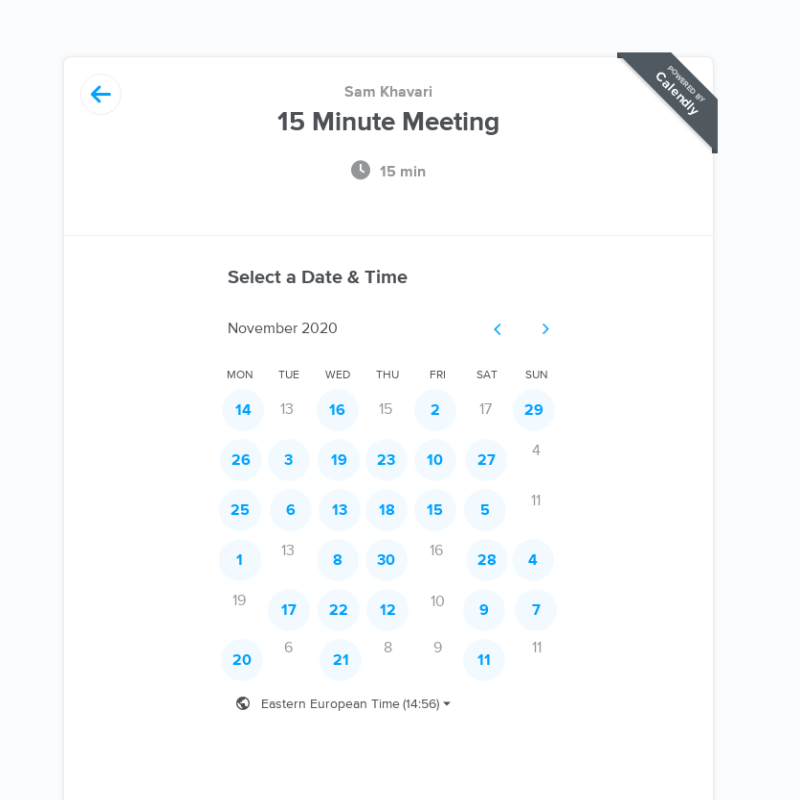 POWERED BY
Calendly
Sam Khavari
15 Minute Meeting
15 min
Select a Date & Time
November 2020
MON TUE WED THU FRI SAT SUN
14 13 16 15 2 17 29
26 3 19 23 10 27 4
25 6 13 18 15 5 11
1 13 8 30 16 28 4
19 17 22 12 10 9 7
20 6 21 8 9 11 11
Eastern European Time (14:56)